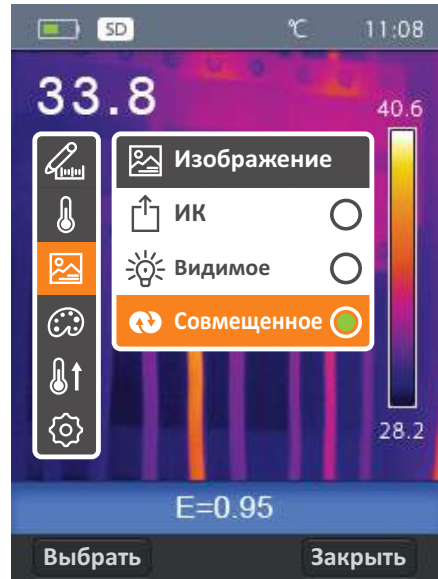 SD ℃ 11:08
33.8
40.6
Изображение
ИК
Видимое
Совмещенное
28.2
E=0.95
Выбрать Закрыть